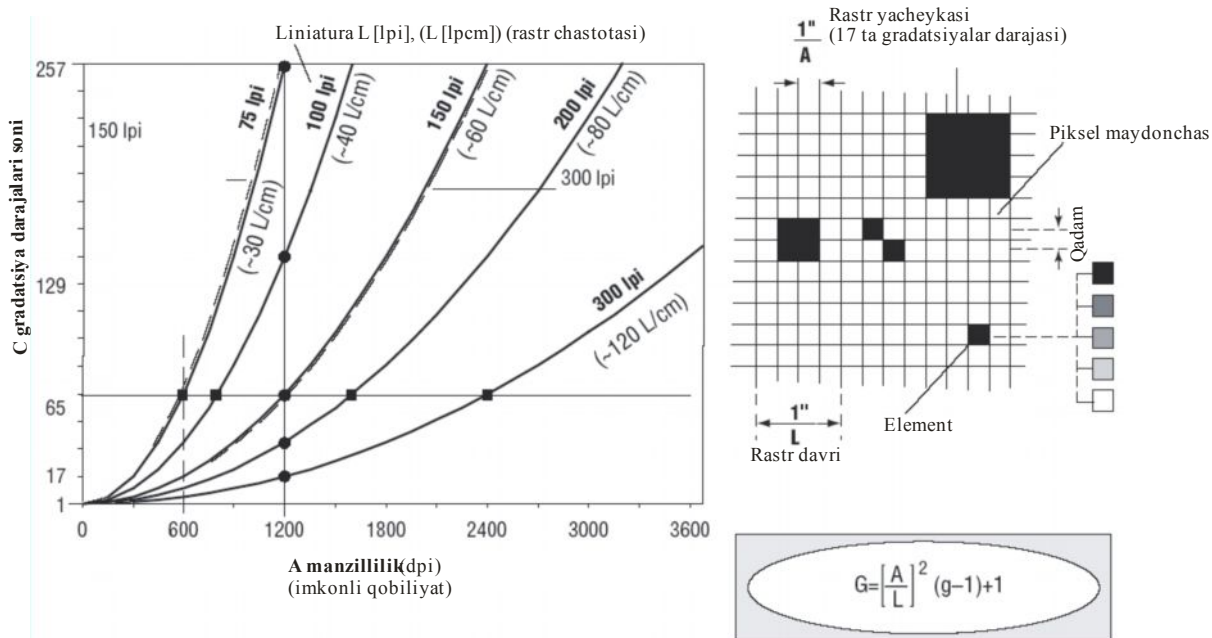 Liniatura L [lpi], (L [lpcm]) (rastr chastotasi)
257
129
65
17
1
C gradatsiya darajalari soni
150 lpi
75 lpi
(~30 L/cm)
100 lpi
(~40 L/cm)
150 lpi
(~60 L/cm)
200 lpi
(~80 L/cm)
300 lpi
300 lpi
(~120 L/cm)
0
600
1200
1800
2400
3000
3600
A manzillilik(dpi)
(imkonli qobiliyat)
Rastr yacheykasi
(17 ta gradatsiyalar darajasi)
1"
A
Piksel maydonchas
Qadam
Element
1"
L
Rastr davri
G=[A/L]² (g–1)+1